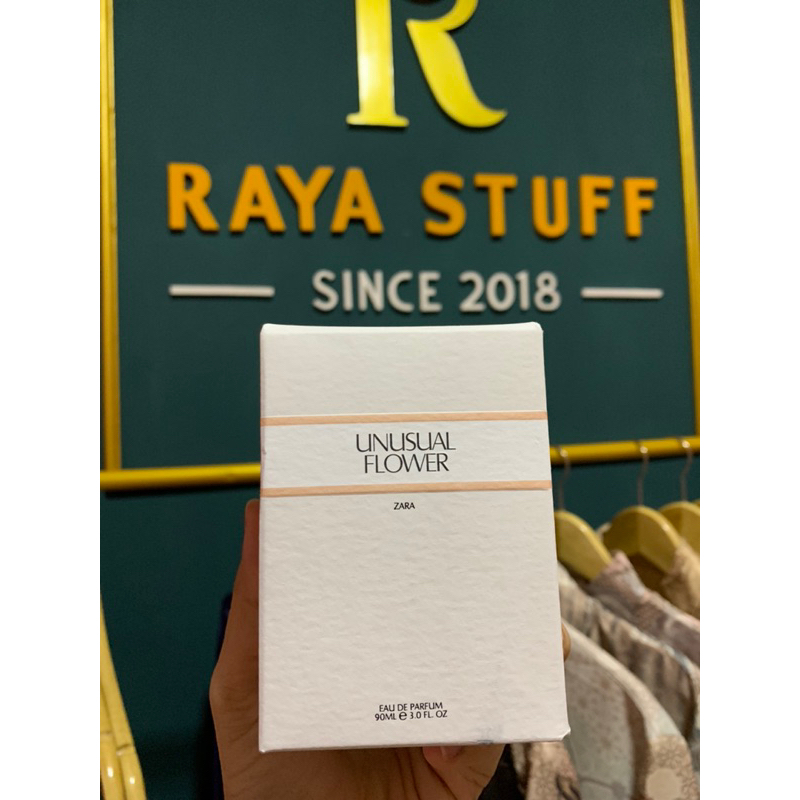 R
RAYA STUFF
SINCE 2018
UNUSUAL
FLOWER
ZARA
EAU DE PARFUM
90ML ℮ 3.0 FL. OZ